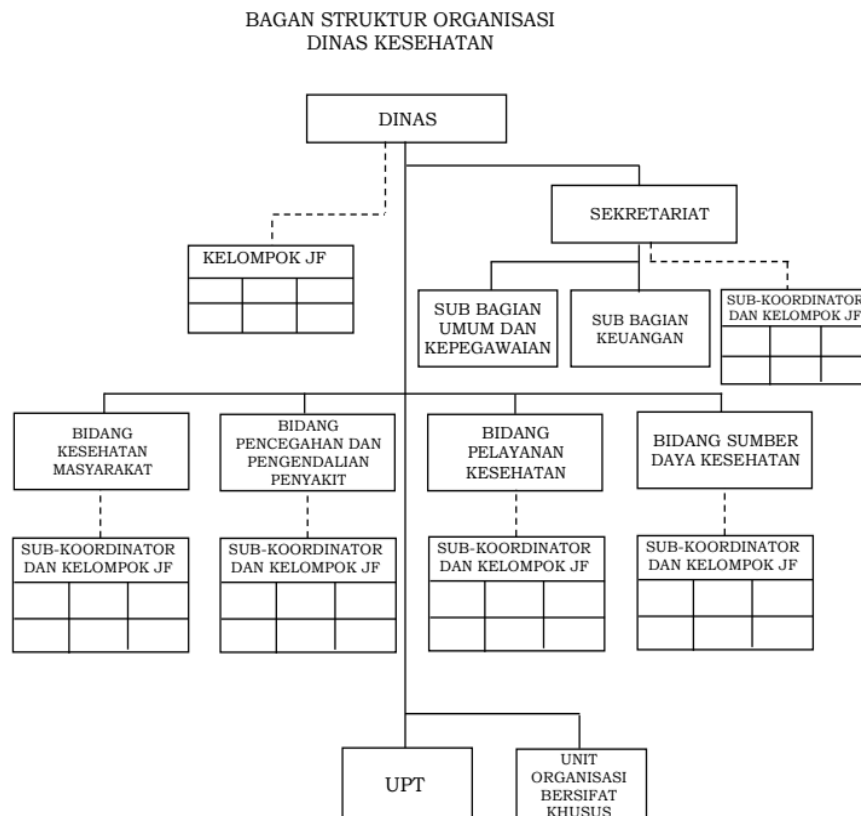 BAGAN STRUKTUR ORGANISASI
DINAS KESEHATAN
DINAS
SEKRETARIAT
KELOMPOK JF
SUB BAGIAN
UMUM DAN
KEPEGAWAIAN
SUB BAGIAN
KEUANGAN
SUB-KOORDINATOR
DAN KELOMPOK JF
BIDANG
KESEHATAN
MASYARAKAT
BIDANG
PENCEGAHAN DAN
PENGENDALIAN
PENYAKIT
BIDANG
PELAYANAN
KESEHATAN
BIDANG SUMBER
DAYA KESEHATAN
SUB-KOORDINATOR
DAN KELOMPOK JF
SUB-KOORDINATOR
DAN KELOMPOK JF
SUB-KOORDINATOR
DAN KELOMPOK JF
SUB-KOORDINATOR
DAN KELOMPOK JF
UPT
UNIT
ORGANISASI
BERSIFAT
KHUSUS